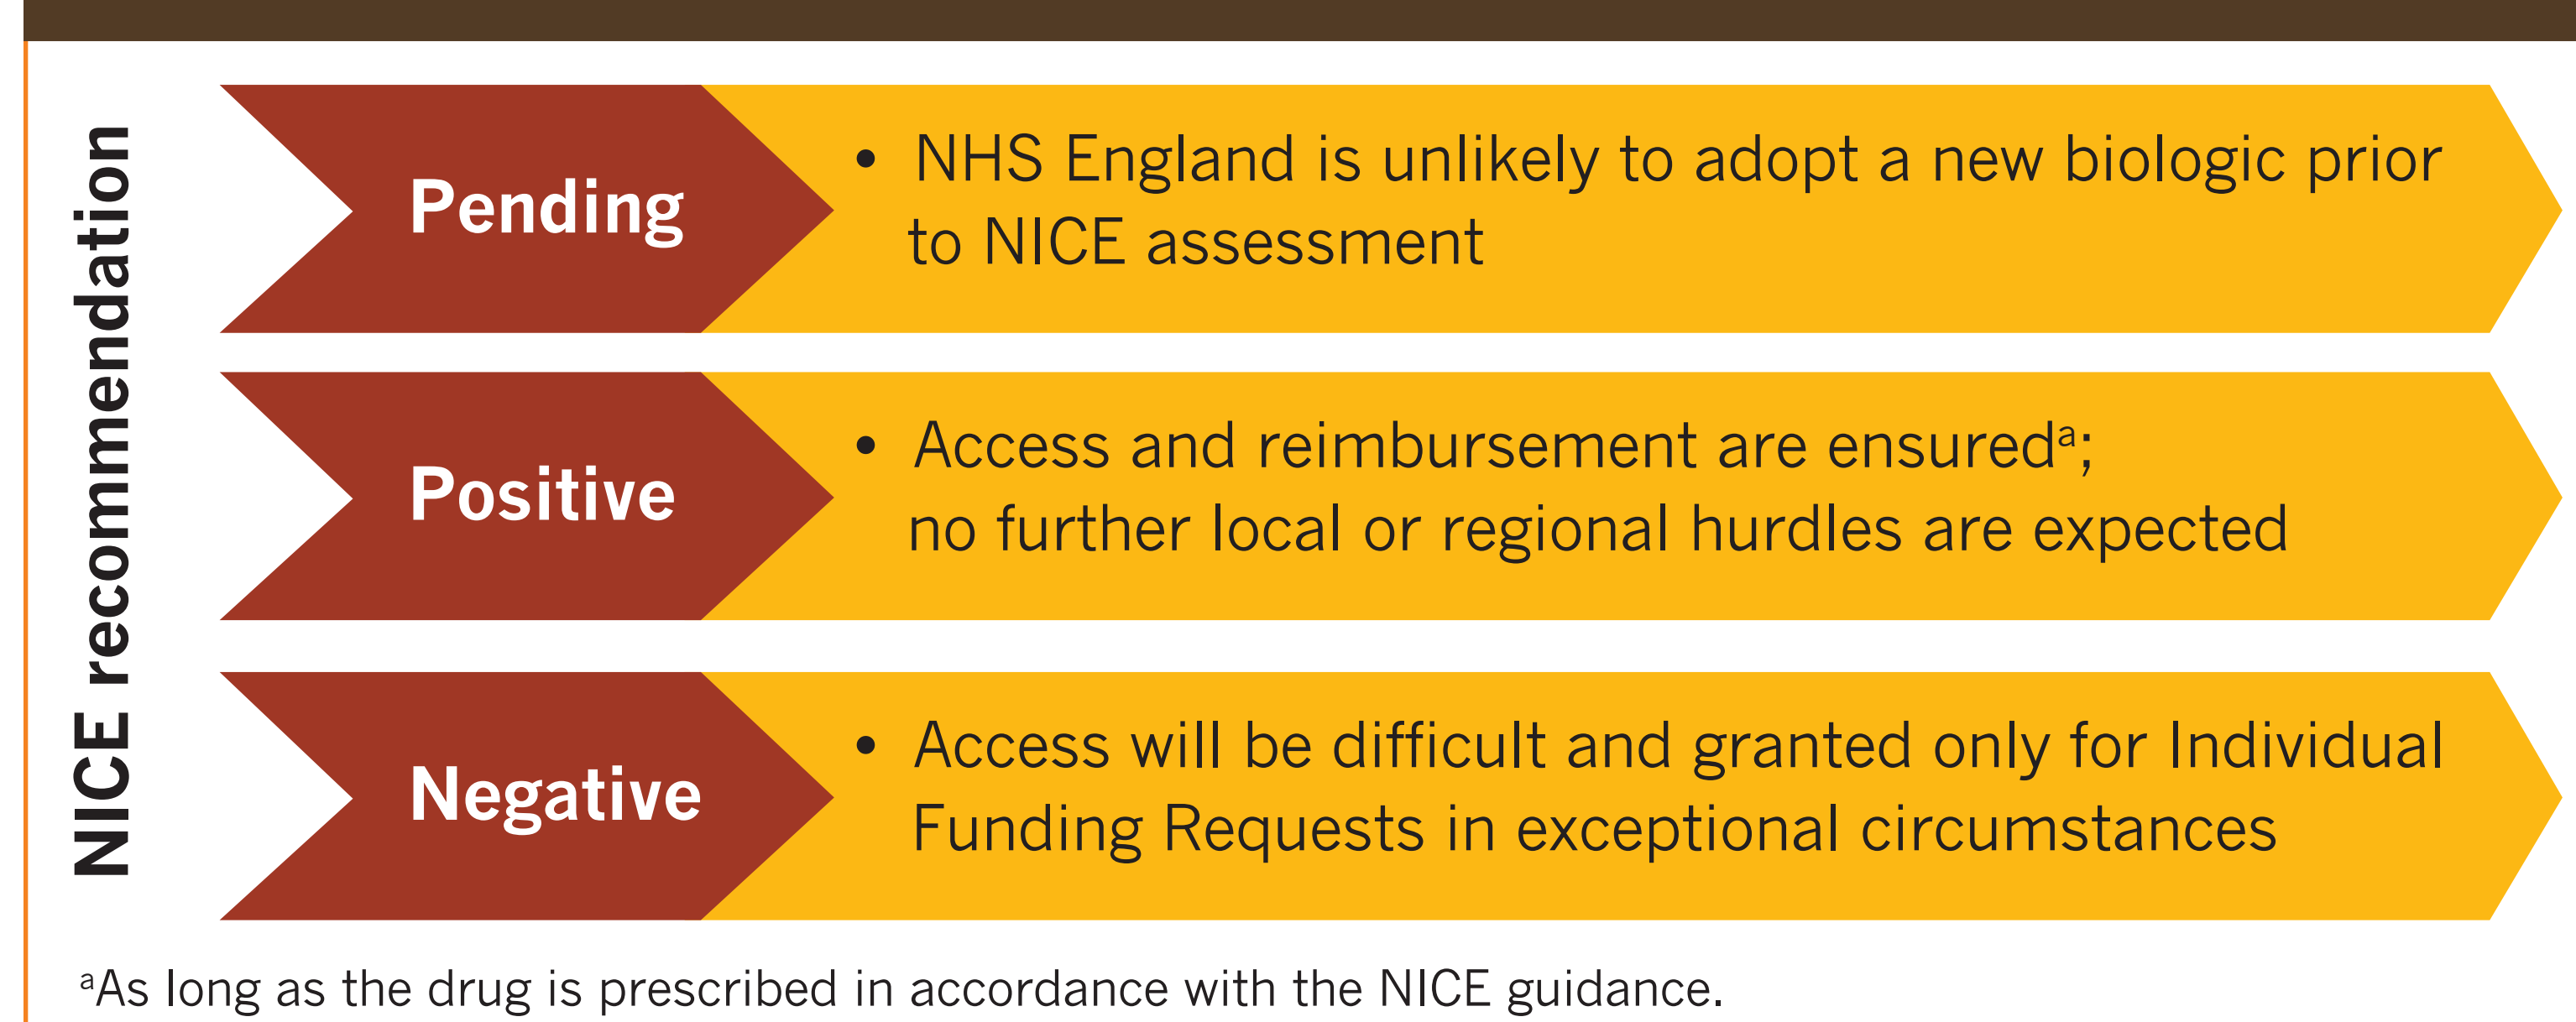 NICE recommendation
Pending
• NHS England is unlikely to adopt a new biologic prior
to NICE assessment
Positive
• Access and reimbursement are ensuredᵃ;
no further local or regional hurdles are expected
Negative
• Access will be difficult and granted only for Individual
Funding Requests in exceptional circumstances
ᵃAs long as the drug is prescribed in accordance with the NICE guidance.